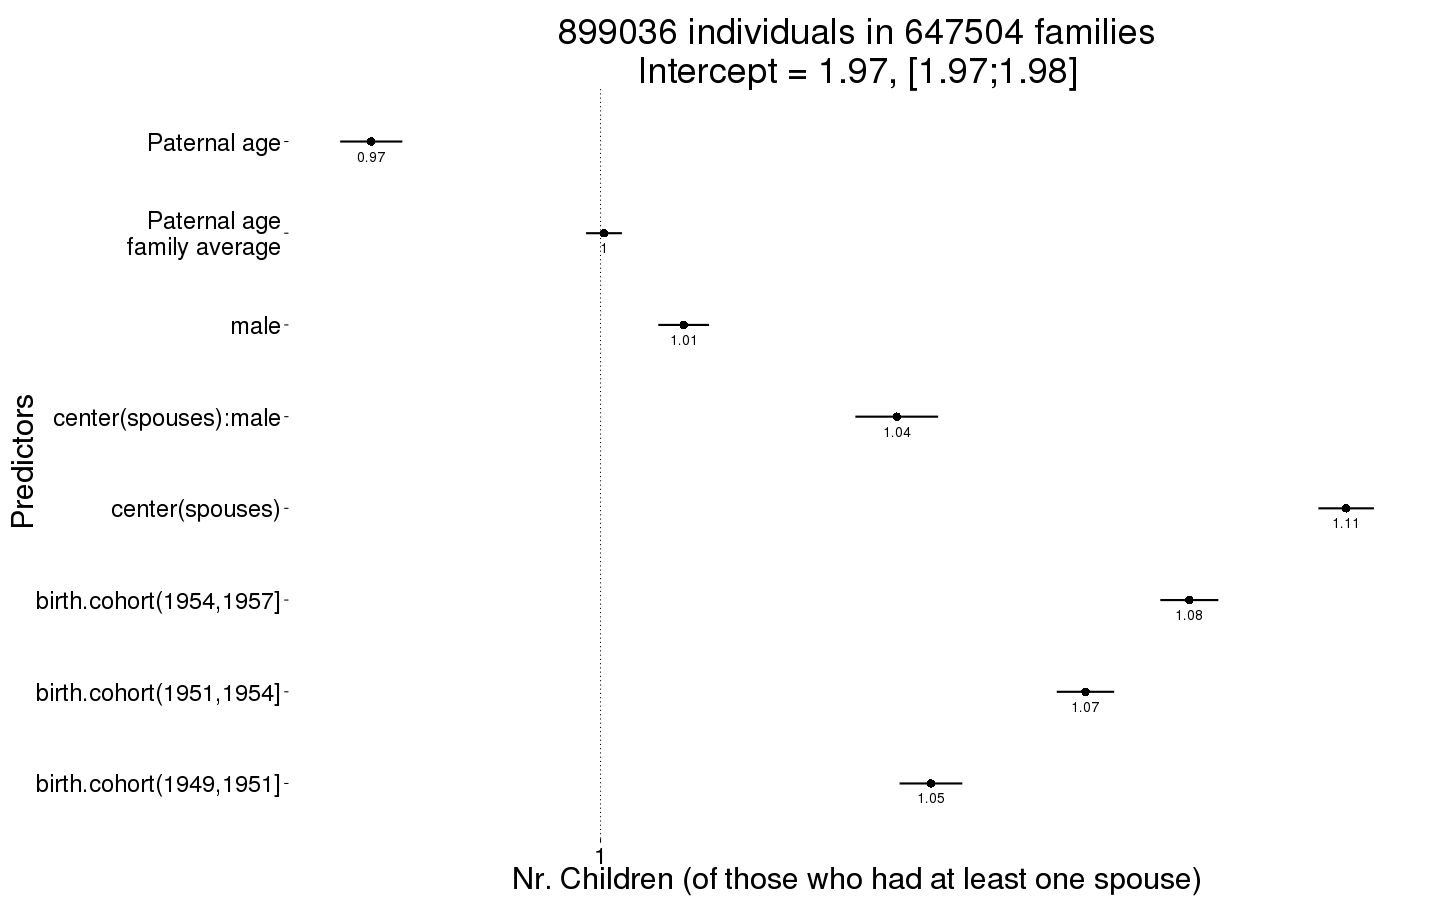 899036 individuals in 647504 families
Intercept = 1.97, [1.97;1.98]
Paternal age
0.97
Paternal age
family average
1
male
1.01
center(spouses):male
1.04
Predictors
center(spouses)
1.11
birth.cohort(1954,1957]
1.08
birth.cohort(1951,1954]
1.07
birth.cohort(1949,1951]
1.05
1
Nr. Children (of those who had at least one spouse)